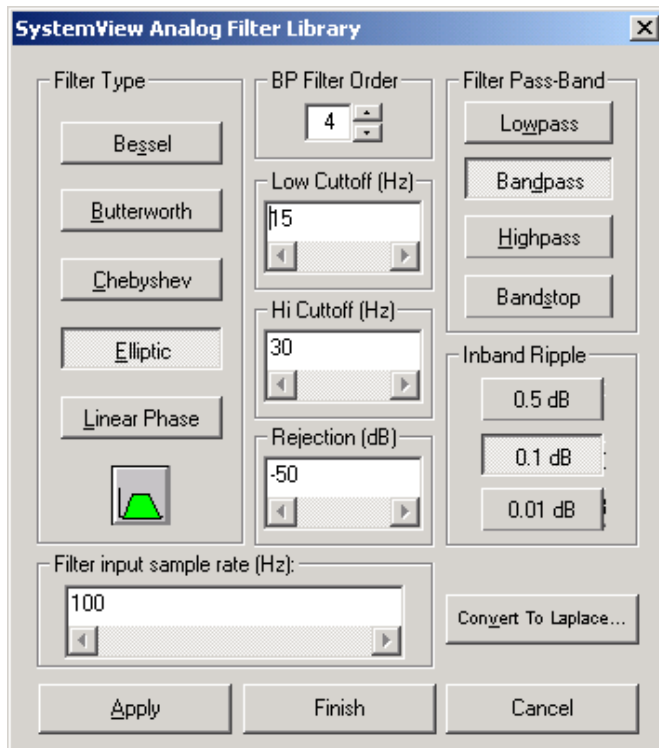 SystemView Analog Filter Library
Filter Type
Bessel
Butterworth
Chebyshev
Elliptic
Linear Phase
BP Filter Order
4
Low Cuttoff (Hz)
15
Hi Cuttoff (Hz)
30
Rejection (dB)
-50
Filter Pass-Band
Lowpass
Bandpass
Highpass
Bandstop
Inband Ripple
0.5 dB
0.1 dB
0.01 dB
Filter input sample rate (Hz):
100
Convert To Laplace...
Apply
Finish
Cancel